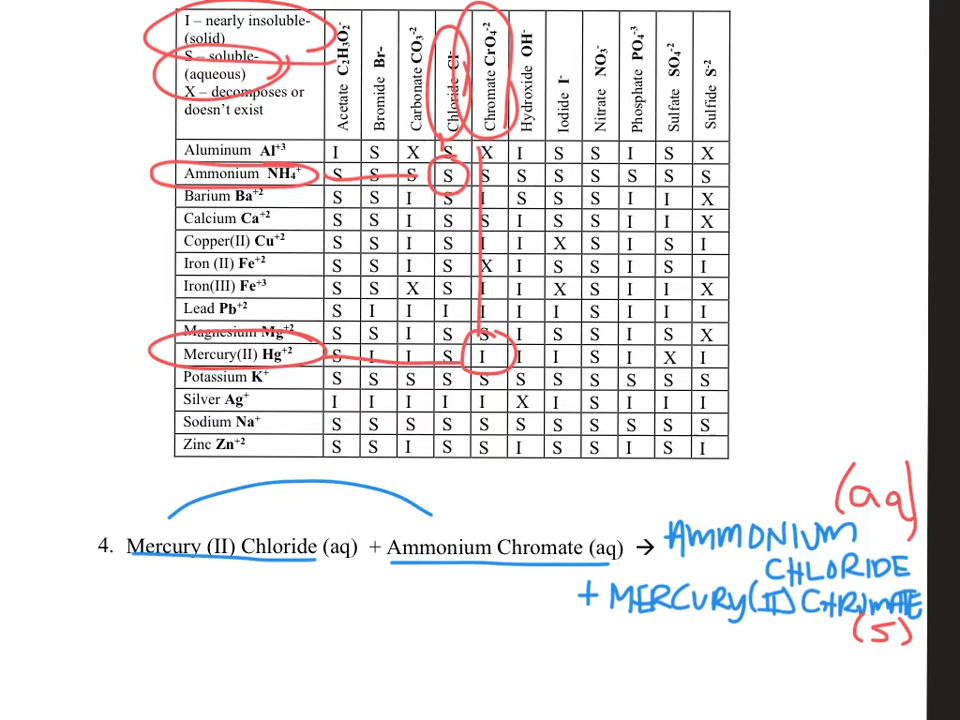 I – nearly insoluble-
(solid)
S – soluble-
(aqueous)
X – decomposes or
doesn't exist
Acetate C₂H₃O₂⁻
Bromide Br-
Carbonate CO₃⁻²
Chloride Cl⁻
Chromate CrO₄⁻²
Hydroxide OH⁻
Iodide I⁻
Nitrate NO₃⁻
Phosphate PO₄⁻³
Sulfate SO₄⁻²
Sulfide S⁻²
Aluminum Al⁺³ I S X S X I S S I S X
Ammonium NH₄⁺ S S S S S S S S S S S
Barium Ba⁺² S S I S I S S S I I X
Calcium Ca⁺² S S I S S I S S I I X
Copper(II) Cu⁺² S S I S I I X S I S I
Iron (II) Fe⁺² S S I S X I S S I S I
Iron(III) Fe⁺³ S S X S I I X S I I X
Lead Pb⁺² S I I I I I I S I I I
Magnesium Mg⁺² S S I S S I S S I S X
Mercury(II) Hg⁺² S I I S I I I S I X I
Potassium K⁺ S S S S S S S S S S S
Silver Ag⁺ I I I I I X I S I I I
Sodium Na⁺ S S S S S S S S S S S
Zinc Zn⁺² S S I S S I S S I S I
(aq)
4. Mercury (II) Chloride (aq) + Ammonium Chromate (aq) → AMMONIUM
CHLORIDE
+ MERCURY(II) CHRUMATE
(S)